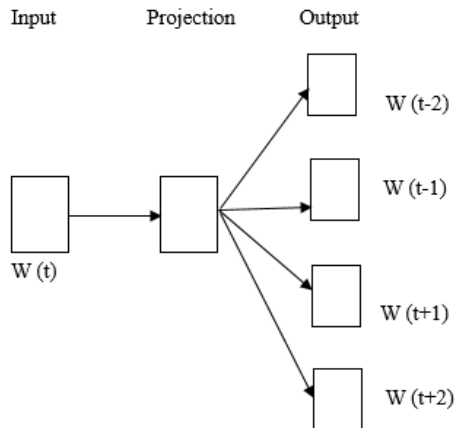 Input Projection Output
W (t-2)
W (t-1)
W (t)
W (t+1)
W (t+2)